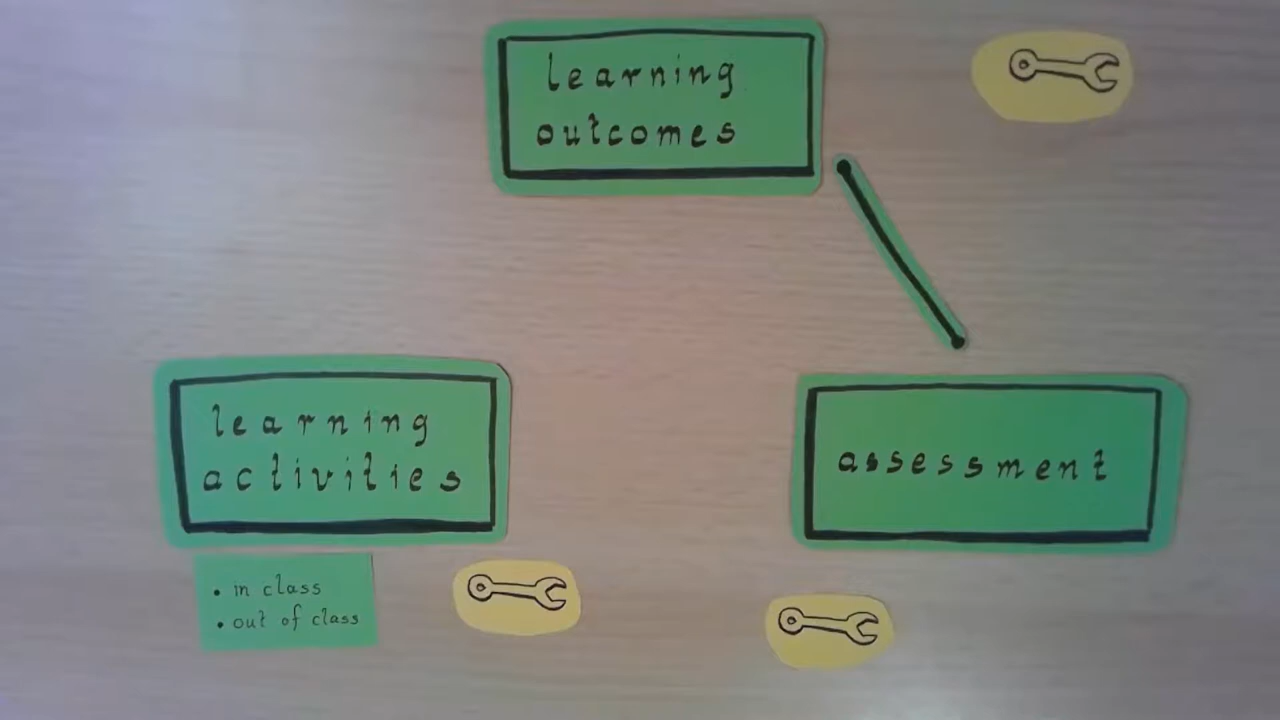 learning
outcomes
learning
activities
• in class
• out of class
assessment